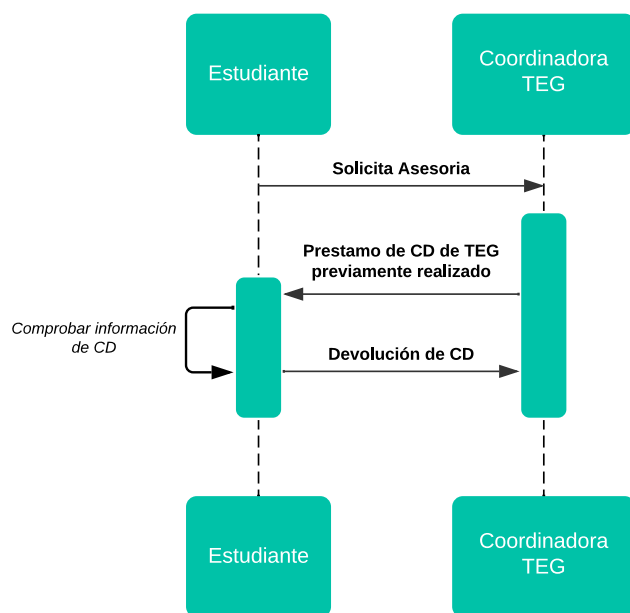 Estudiante
Coordinadora
TEG
Solicita Asesoria
Prestamo de CD de TEG
previamente realizado
Comprobar información
de CD
Devolución de CD
Estudiante
Coordinadora
TEG